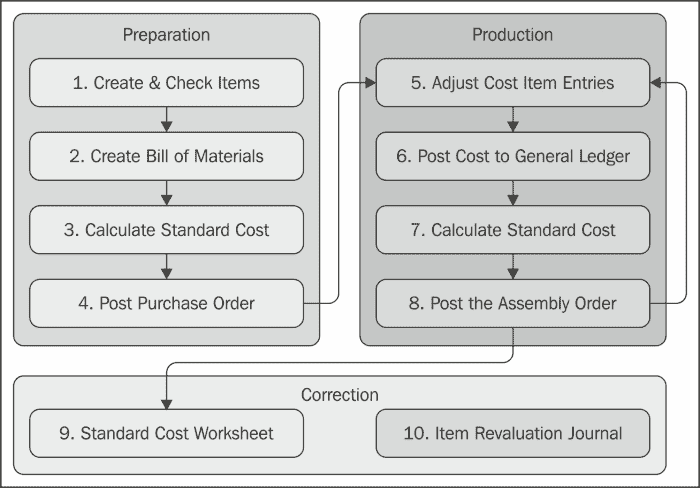 Preparation
1. Create & Check Items
2. Create Bill of Materials
3. Calculate Standard Cost
4. Post Purchase Order
Production
5. Adjust Cost Item Entries
6. Post Cost to General Ledger
7. Calculate Standard Cost
8. Post the Assembly Order
Correction
9. Standard Cost Worksheet
10. Item Revaluation Journal